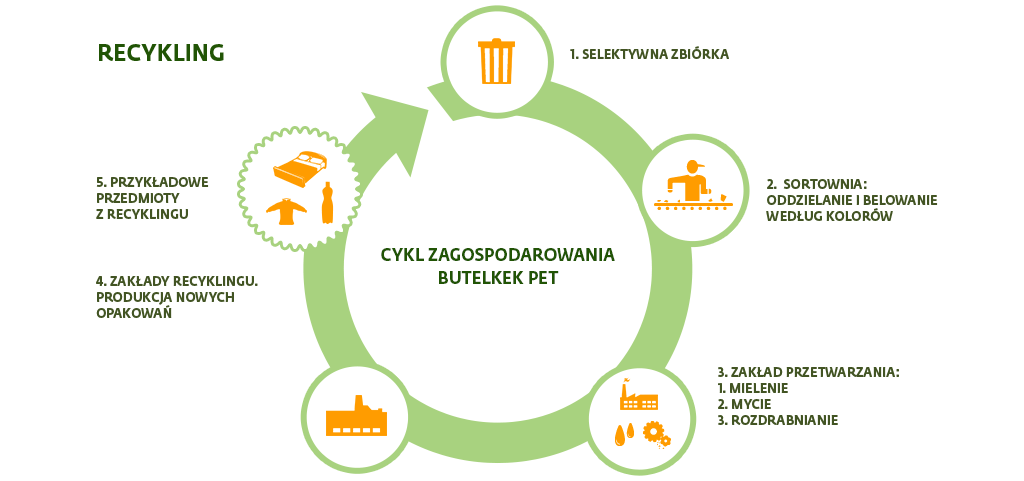 RECYKLING
1. SELEKTYWNA ZBIÓRKA
2. SORTOWNIA:
ODDZIELANIE I BELOWANIE
WEDŁUG KOLORÓW
3. ZAKŁAD PRZETWARZANIA:
1. MIELENIE
2. MYCIE
3. ROZDRABNIANIE
4. ZAKŁADY RECYKLINGU.
PRODUKCJA NOWYCH
OPAKOWAŃ
5. PRZYKŁADOWE
PRZEDMIOTY
Z RECYKLINGU
CYKL ZAGOSPODAROWANIA
BUTELKEK PET